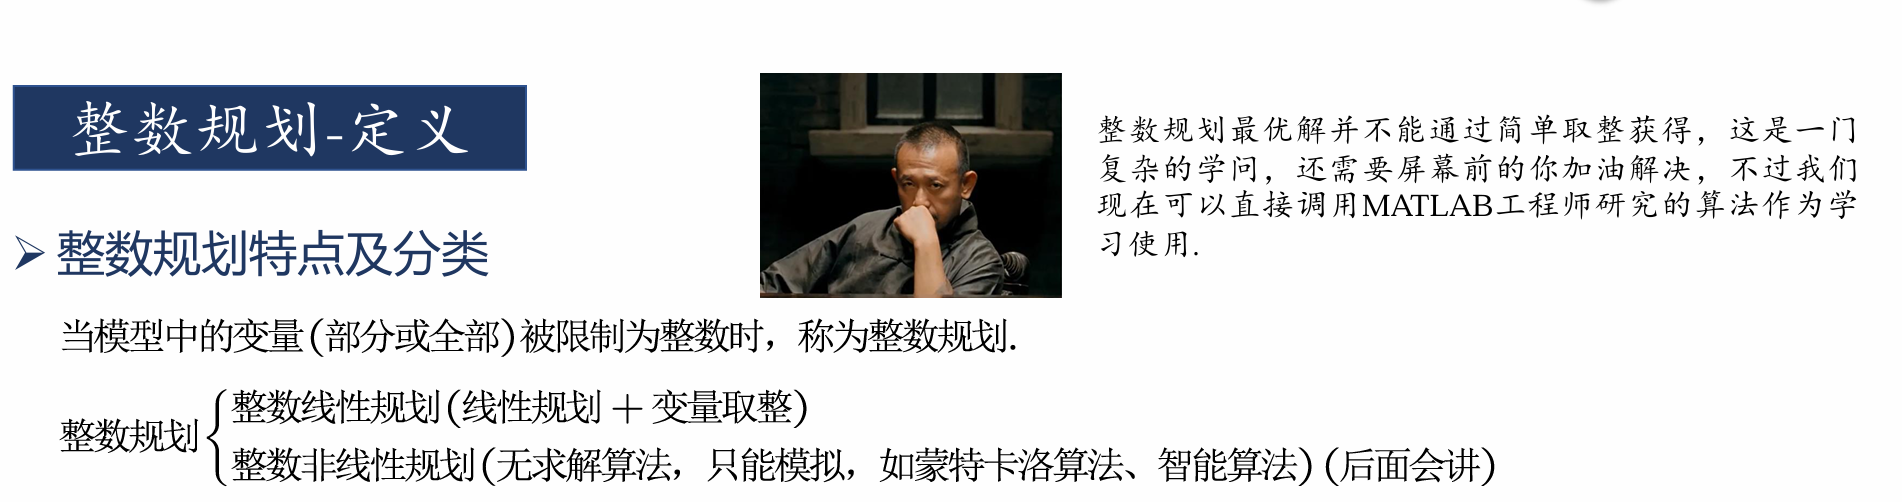 整数规划-定义
整数规划最优解并不能通过简单取整获得，这是一门
复杂的学问，还需要屏幕前的你加油解决，不过我们
现在可以直接调用MATLAB工程师研究的算法作为学
习使用.
整数规划特点及分类
当模型中的变量(部分或全部)被限制为整数时，称为整数规划.
整数规划
整数线性规划(线性规划 + 变量取整)
整数非线性规划(无求解算法，只能模拟，如蒙特卡洛算法、智能算法)(后面会讲)